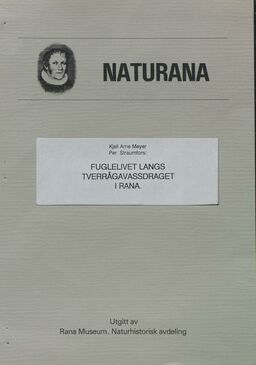 NATURANA
Kjell Arne Meyer
Per Straumfors:
FUGLELIVET LANGS
TVERRÅGAVASSDRAGET
I RANA.
Utgitt av
Rana Museum. Naturhistorisk avdeling